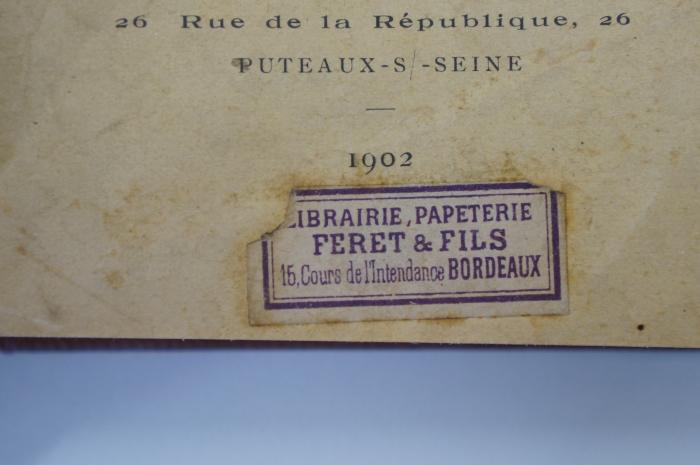 26 Rue de la République, 26
PUTEAUX-S/-SEINE
1902
LIBRAIRIE, PAPETERIE
FERET & FILS
15, Cours de l'Intendance BORDEAUX